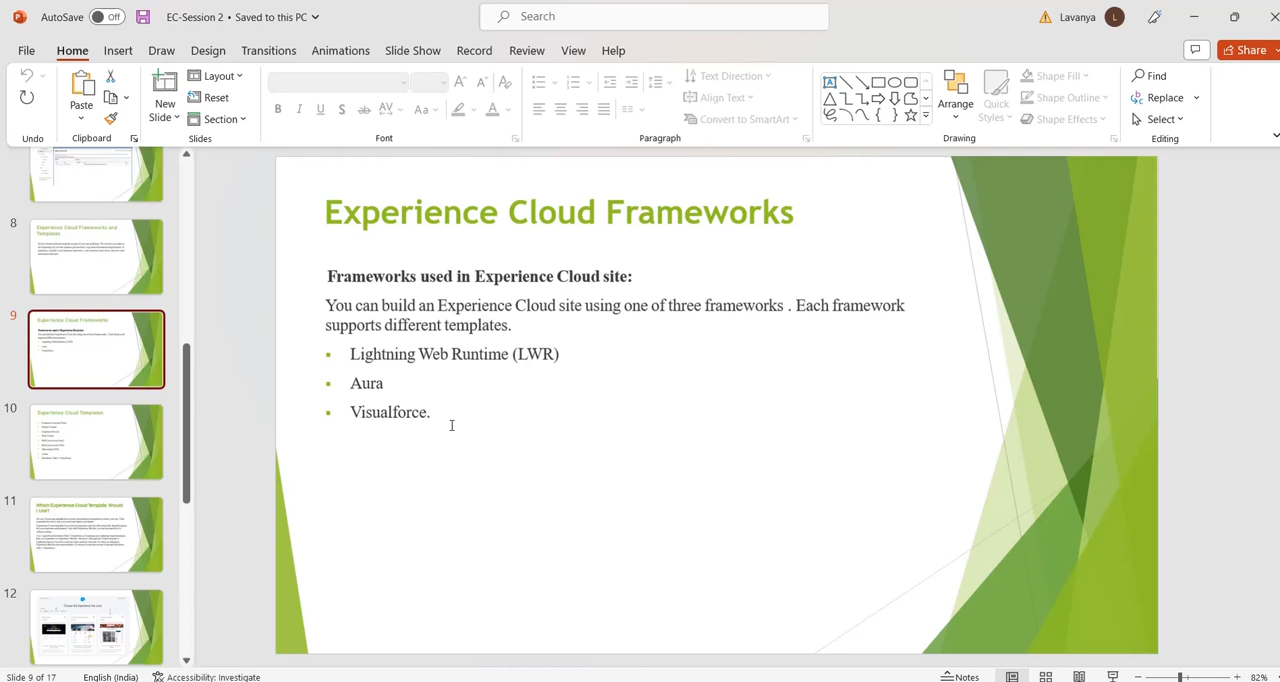 AutoSave Off EC-Session 2 • Saved to this PC Search Lavanya L
File Home Insert Draw Design Transitions Animations Slide Show Record Review View Help Share
Paste New Slide Layout Reset Section Text Direction Align Text Convert to SmartArt Arrange Quick Styles Shape Fill Shape Outline Shape Effects Find Replace Select
Undo Clipboard Slides Font Paragraph Drawing Editing
8
Experience Cloud Frameworks and
Templates
9
Experience Cloud Frameworks
10
Experience Cloud Templates
11
Which Experience Cloud Template Should
I Use?
12
Experience Cloud Frameworks
Frameworks used in Experience Cloud site:
You can build an Experience Cloud site using one of three frameworks . Each framework
supports different templates.
Lightning Web Runtime (LWR)
Aura
Visualforce.
Slide 9 of 17 English (India) Accessibility: Investigate Notes 82%